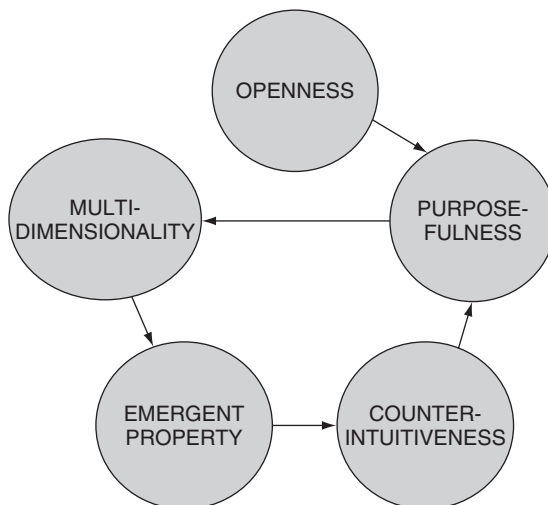 OPENNESS
MULTI-
DIMENSIONALITY
PURPOSE-
FULNESS
EMERGENT
PROPERTY
COUNTER-
INTUITIVENESS